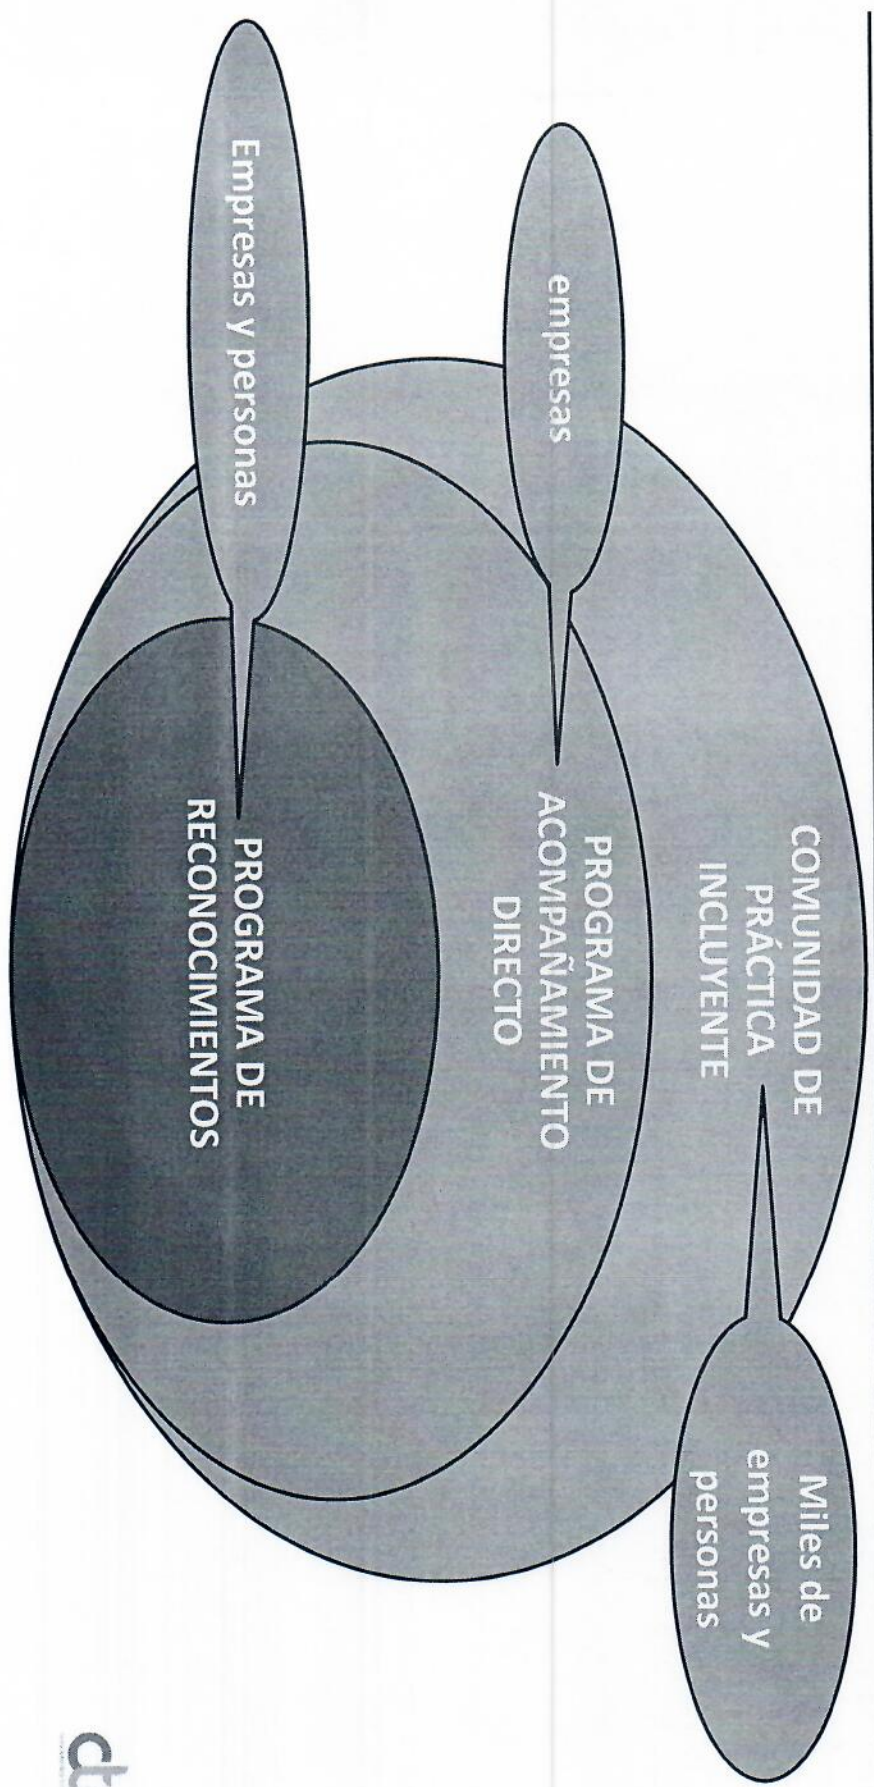 COMUNIDAD DE
PRÁCTICA
INCLUYENTE
Miles de
empresas y
personas
empresas
PROGRAMA DE
ACOMPAÑAMIENTO
DIRECTO
Empresas y personas
PROGRAMA DE
RECONOCIMIENTOS